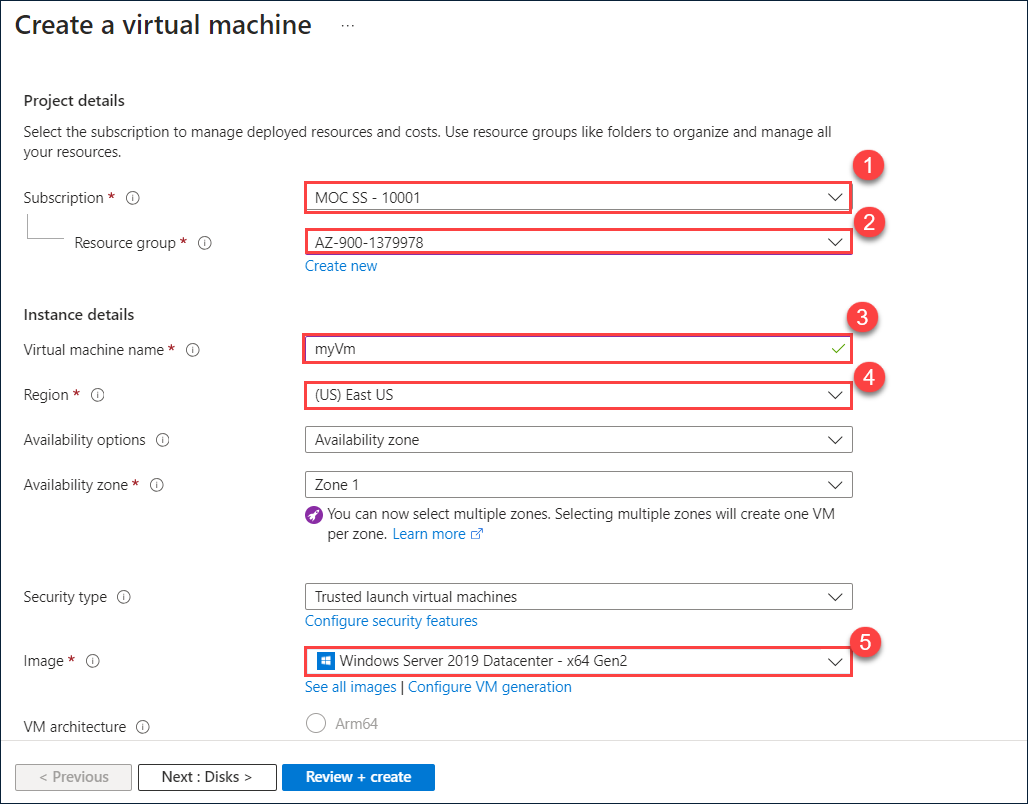 Create a virtual machine ...
Project details
Select the subscription to manage deployed resources and costs. Use resource groups like folders to organize and manage all
your resources.
1
Subscription *
MOC SS - 10001
2
Resource group *
AZ-900-1379978
Create new
Instance details
3
Virtual machine name *
myVm
4
Region *
(US) East US
Availability options
Availability zone
Availability zone *
Zone 1
You can now select multiple zones. Selecting multiple zones will create one VM
per zone. Learn more
Security type
Trusted launch virtual machines
Configure security features
5
Image *
Windows Server 2019 Datacenter - x64 Gen2
See all images | Configure VM generation
VM architecture
Arm64
< Previous
Next : Disks >
Review + create